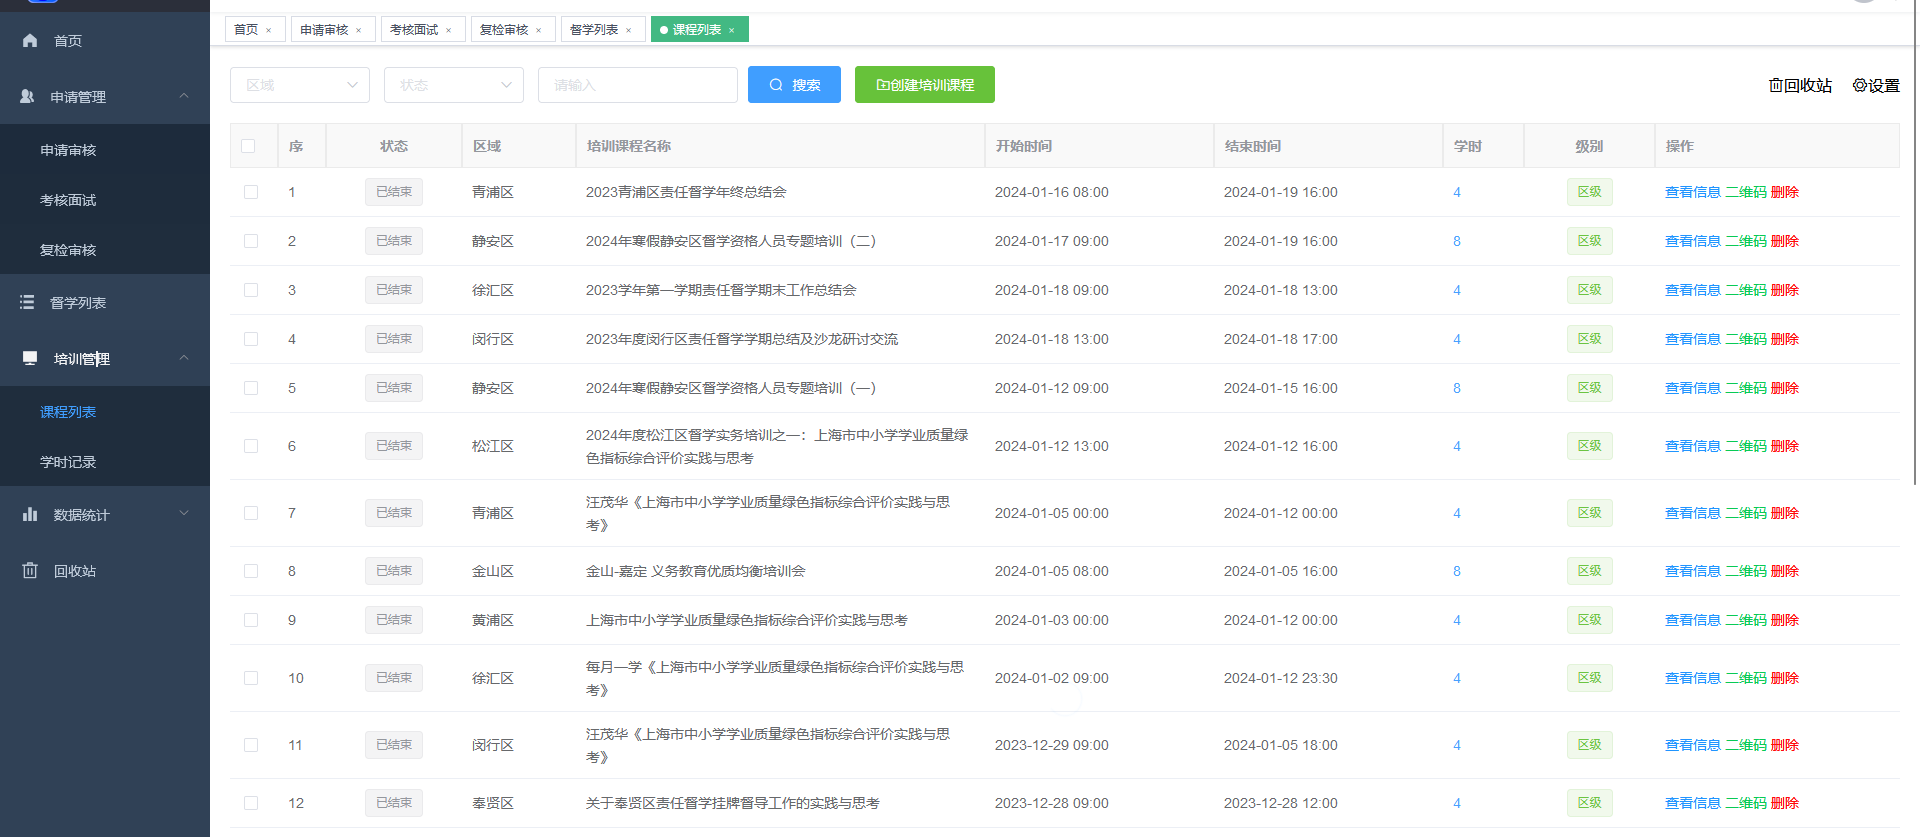 首页
申请管理
申请审核
考核面试
复检审核
督学列表
培训管理
课程列表
学时记录
数据统计
回收站
首页 × 申请审核 × 考核面试 × 复检审核 × 督学列表 × 课程列表 ×
区域 状态 请输入 搜索 创建培训课程 回收站 设置
序 状态 区域 培训课程名称 开始时间 结束时间 学时 级别 操作
1 已结束 青浦区 2023青浦区责任督学年终总结会 2024-01-16 08:00 2024-01-19 16:00 4 区级 查看信息 二维码 删除
2 已结束 静安区 2024年寒假静安区督学资格人员专题培训（二） 2024-01-17 09:00 2024-01-19 16:00 8 区级 查看信息 二维码 删除
3 已结束 徐汇区 2023学年第一学期责任督学期末工作总结会 2024-01-18 09:00 2024-01-18 13:00 4 区级 查看信息 二维码 删除
4 已结束 闵行区 2023年度闵行区责任督学学期总结及沙龙研讨交流 2024-01-18 13:00 2024-01-18 17:00 4 区级 查看信息 二维码 删除
5 已结束 静安区 2024年寒假静安区督学资格人员专题培训（一） 2024-01-12 09:00 2024-01-15 16:00 8 区级 查看信息 二维码 删除
6 已结束 松江区 2024年度松江区督学实务培训之一：上海市中小学学业质量绿
色指标综合评价实践与思考 2024-01-12 13:00 2024-01-12 16:00 4 区级 查看信息 二维码 删除
7 已结束 青浦区 汪茂华《上海市中小学学业质量绿色指标综合评价实践与思
考》 2024-01-05 00:00 2024-01-12 00:00 4 区级 查看信息 二维码 删除
8 已结束 金山区 金山-嘉定 义务教育优质均衡培训会 2024-01-05 08:00 2024-01-05 16:00 8 区级 查看信息 二维码 删除
9 已结束 黄浦区 上海市中小学学业质量绿色指标综合评价实践与思考 2024-01-03 00:00 2024-01-12 00:00 4 区级 查看信息 二维码 删除
10 已结束 徐汇区 每月一学《上海市中小学学业质量绿色指标综合评价实践与思
考》 2024-01-02 09:00 2024-01-12 23:30 4 区级 查看信息 二维码 删除
11 已结束 闵行区 汪茂华《上海市中小学学业质量绿色指标综合评价实践与思
考》 2023-12-29 09:00 2024-01-05 18:00 4 区级 查看信息 二维码 删除
12 已结束 奉贤区 关于奉贤区责任督学挂牌督导工作的实践与思考 2023-12-28 09:00 2023-12-28 12:00 4 区级 查看信息 二维码 删除